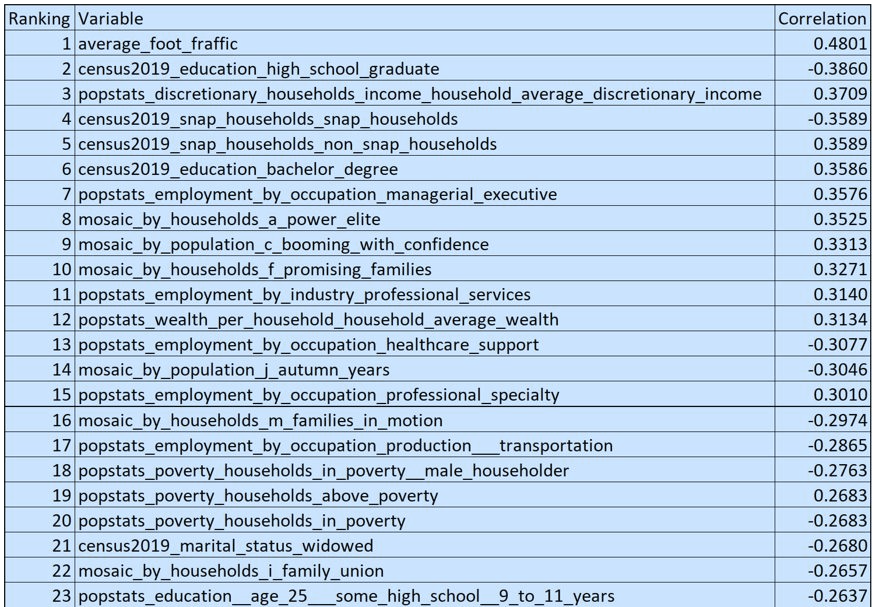 Ranking Variable Correlation
1 average_foot_fraffic 0.4801
2 census2019_education_high_school_graduate -0.3860
3 popstats_discretionary_households_income_household_average_discretionary_income 0.3709
4 census2019_snap_households_snap_households -0.3589
5 census2019_snap_households_non_snap_households 0.3589
6 census2019_education_bachelor_degree 0.3586
7 popstats_employment_by_occupation_managerial_executive 0.3576
8 mosaic_by_households_a_power_elite 0.3525
9 mosaic_by_population_c_booming_with_confidence 0.3313
10 mosaic_by_households_f_promising_families 0.3271
11 popstats_employment_by_industry_professional_services 0.3140
12 popstats_wealth_per_household_household_average_wealth 0.3134
13 popstats_employment_by_occupation_healthcare_support -0.3077
14 mosaic_by_population_j_autumn_years -0.3046
15 popstats_employment_by_occupation_professional_specialty 0.3010
16 mosaic_by_households_m_families_in_motion -0.2974
17 popstats_employment_by_occupation_production___transportation -0.2865
18 popstats_poverty_households_in_poverty__male_householder -0.2763
19 popstats_poverty_households_above_poverty 0.2683
20 popstats_poverty_households_in_poverty -0.2683
21 census2019_marital_status_widowed -0.2680
22 mosaic_by_households_i_family_union -0.2657
23 popstats_education__age_25___some_high_school__9_to_11_years -0.2637